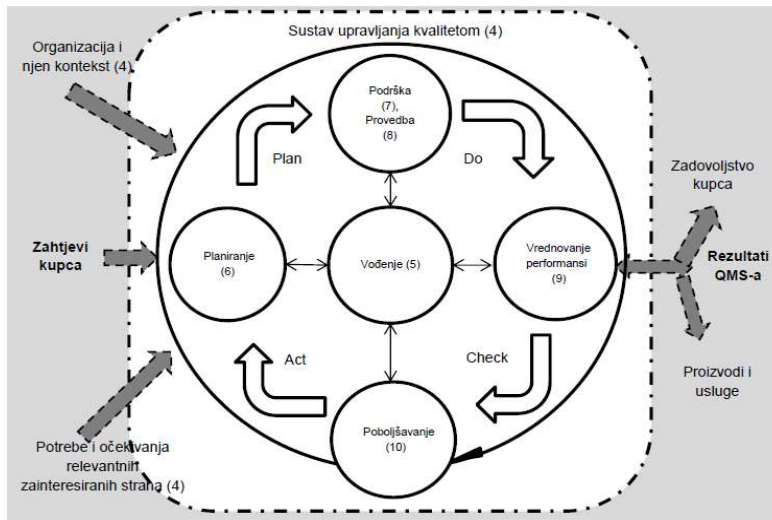 Sustav upravljanja kvalitetom (4)
Organizacija i
njen kontekst (4)
Podrška
(7),
Provedba
(8)
Plan
Do
Zadovoljstvo
kupca
Zahtjevi
kupca
Planiranje
(6)
Vođenje (5)
Vrednovanje
performansi
(9)
Rezultati
QMS-a
Act
Check
Proizvodi i
usluge
Poboljšavanje
(10)
Potrebe i očekivanja
relevantnih
zainteresiranih strana (4)